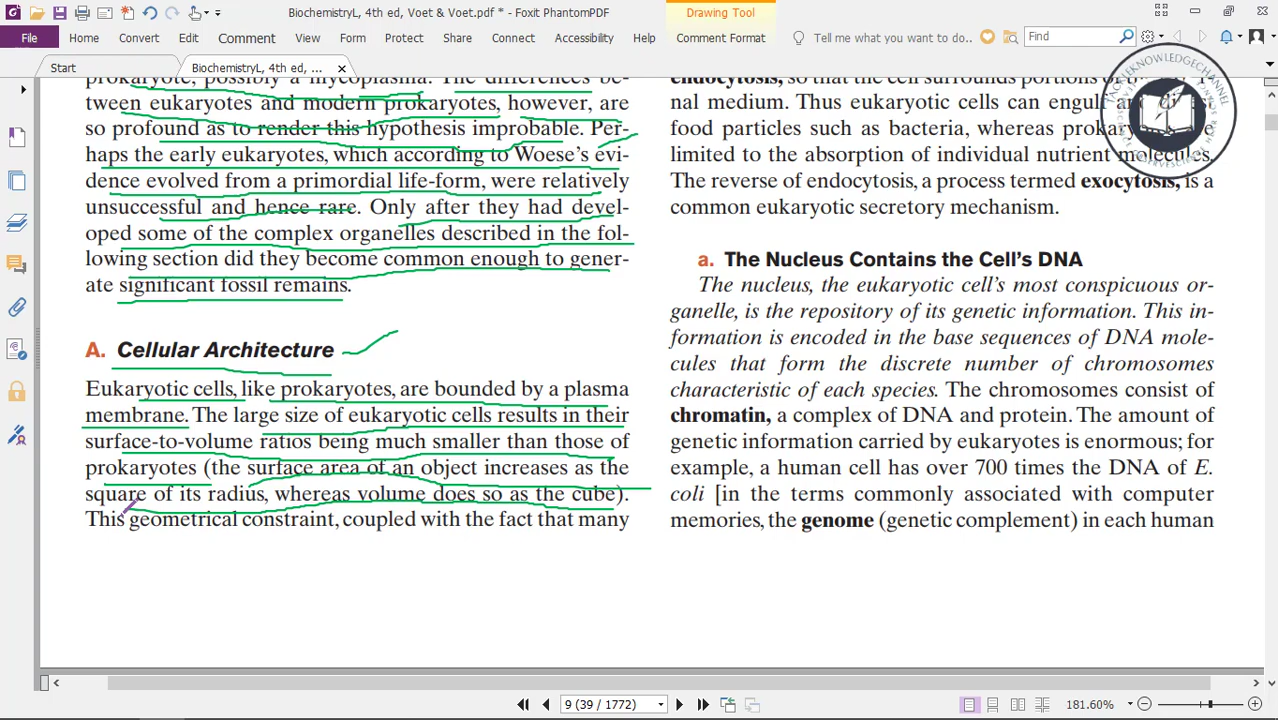 BiochemistryL, 4th ed, Voet & Voet.pdf * - Foxit PhantomPDF
Drawing Tool
File Home Convert Edit Comment View Form Protect Share Connect Accessibility Help Comment Format Tell me what you want to do.. Find
Start BiochemistryL, 4th ed, ...
prokaryote, possibly a mycoplasma. The differences be-
tween eukaryotes and modern prokaryotes, however, are
so profound as to render this hypothesis improbable. Per-
haps the early eukaryotes, which according to Woese's evi-
dence evolved from a primordial life-form, were relatively
unsuccessful and hence rare. Only after they had devel-
oped some of the complex organelles described in the fol-
lowing section did they become common enough to gener-
ate significant fossil remains.
A. Cellular Architecture
Eukaryotic cells, like prokaryotes, are bounded by a plasma
membrane. The large size of eukaryotic cells results in their
surface-to-volume ratios being much smaller than those of
prokaryotes (the surface area of an object increases as the
square of its radius, whereas volume does so as the cube).
This geometrical constraint, coupled with the fact that many
endocytosis, so that the cell surrounds portions of
nal medium. Thus eukaryotic cells can engulf
food particles such as bacteria, whereas prokaryotes are
limited to the absorption of individual nutrient molecules.
The reverse of endocytosis, a process termed exocytosis, is a
common eukaryotic secretory mechanism.
a. The Nucleus Contains the Cell's DNA
The nucleus, the eukaryotic cell's most conspicuous or-
ganelle, is the repository of its genetic information. This in-
formation is encoded in the base sequences of DNA mole-
cules that form the discrete number of chromosomes
characteristic of each species. The chromosomes consist of
chromatin, a complex of DNA and protein. The amount of
genetic information carried by eukaryotes is enormous; for
example, a human cell has over 700 times the DNA of E.
coli [in the terms commonly associated with computer
memories, the genome (genetic complement) in each human
9 (39 / 1772)
181.60%